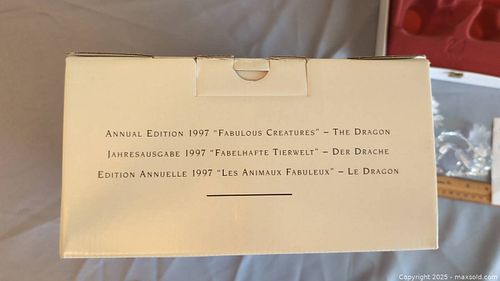 Annual Edition 1997 "Fabulous Creatures" – The Dragon
Jahresausgabe 1997 "Fabelhafte Tierwelt" – Der Drache
Edition Annuelle 1997 "Les Animaux Fabuleux" – Le Dragon
Copyright © 2025 - maxsold.com